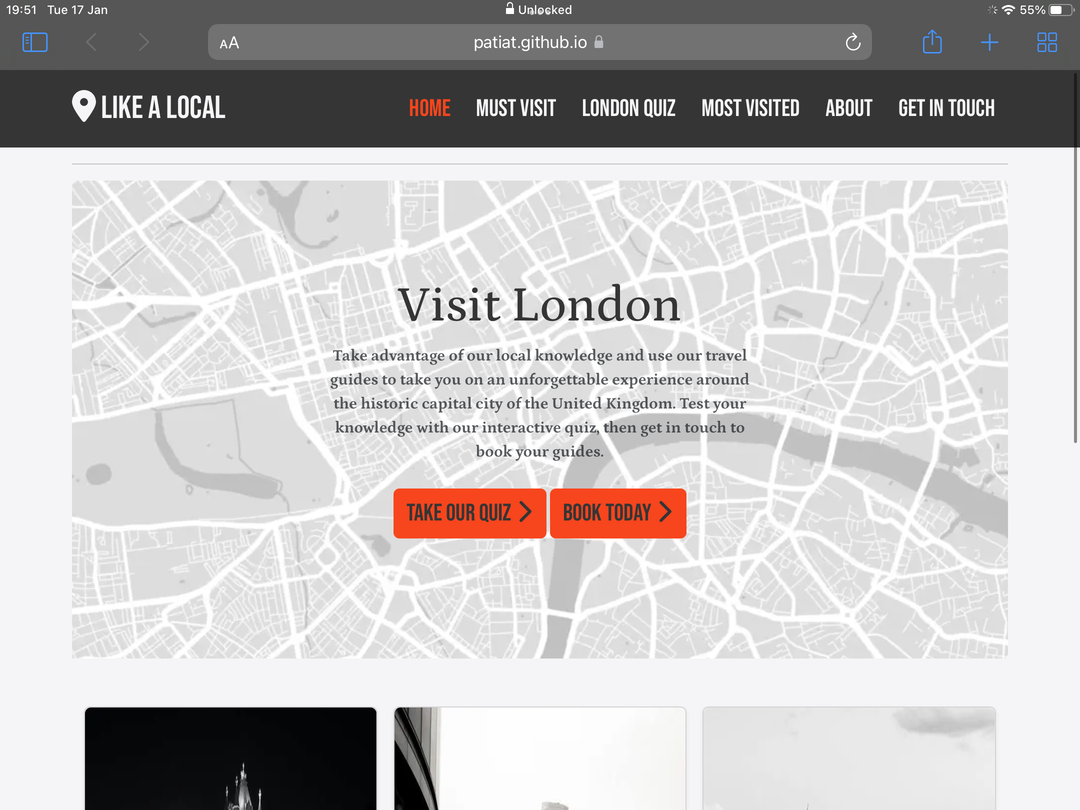 19:51 Tue 17 Jan
Unlocked
55%
AA
patiat.github.io
LIKE A LOCAL
HOME MUST VISIT LONDON QUIZ MOST VISITED ABOUT GET IN TOUCH
Visit London
Take advantage of our local knowledge and use our travel
guides to take you on an unforgettable experience around
the historic capital city of the United Kingdom. Test your
knowledge with our interactive quiz, then get in touch to
book your guides.
TAKE OUR QUIZ
BOOK TODAY